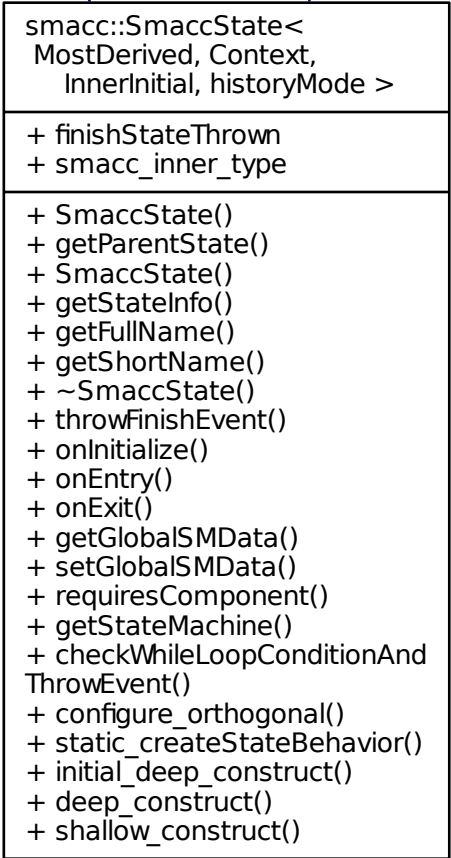 smacc::SmaccState<
MostDerived, Context,
InnerInitial, historyMode >
+ finishStateThrown
+ smacc_inner_type
+ SmaccState()
+ getParentState()
+ SmaccState()
+ getStateInfo()
+ getFullName()
+ getShortName()
+ ~SmaccState()
+ throwFinishEvent()
+ onInitialize()
+ onEntry()
+ onExit()
+ getGlobalSMData()
+ setGlobalSMData()
+ requiresComponent()
+ getStateMachine()
+ checkWhileLoopConditionAnd
ThrowEvent()
+ configure_orthogonal()
+ static_createStateBehavior()
+ initial_deep_construct()
+ deep_construct()
+ shallow_construct()